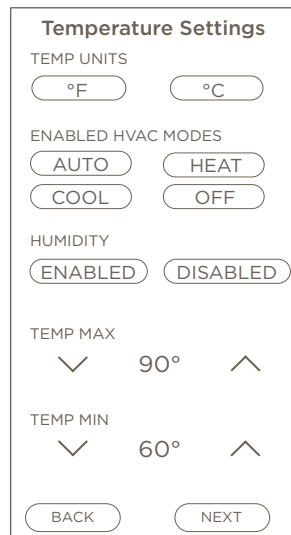 Temperature Settings
TEMP UNITS
°F °C
ENABLED HVAC MODES
AUTO HEAT
COOL OFF
HUMIDITY
ENABLED DISABLED
TEMP MAX
90°
TEMP MIN
60°
BACK NEXT